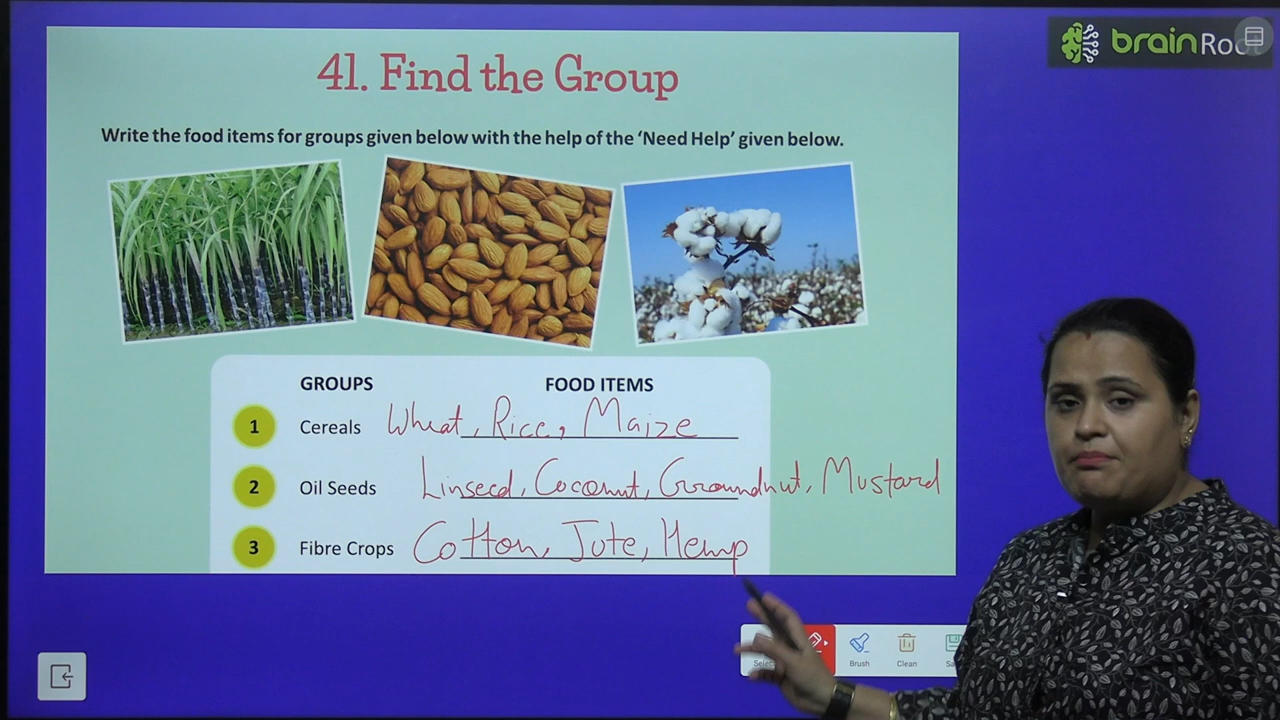 brainRoot
41. Find the Group
Write the food items for groups given below with the help of the ‘Need Help’ given below.
GROUPS FOOD ITEMS
1 Cereals Wheat, Rice, Maize
2 Oil Seeds Linseed, Coconut, Groundnut, Mustard
3 Fibre Crops Cotton, Jute, Hemp
Brush Clean